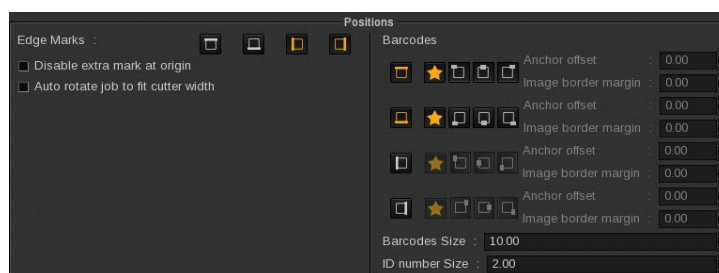 Positions
Edge Marks :
Disable extra mark at origin
Auto rotate job to fit cutter width
Barcodes
Anchor offset : 0.00
Image border margin : 0.00
Anchor offset : 0.00
Image border margin : 0.00
Anchor offset : 0.00
Image border margin : 0.00
Anchor offset : 0.00
Image border margin : 0.00
Barcodes Size : 10.00
ID number Size : 2.00